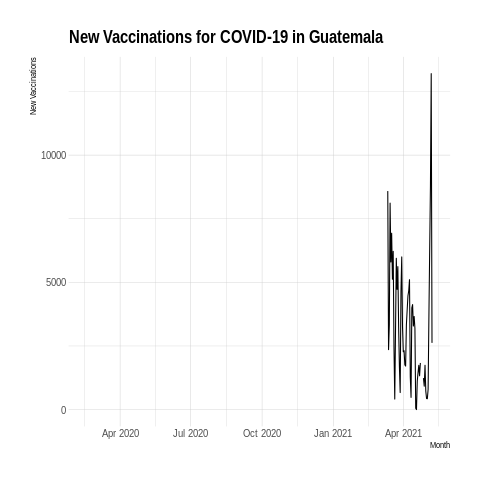 New Vaccinations for COVID-19 in Guatemala
New Vaccinations
10000
5000
0
Apr 2020 Jul 2020 Oct 2020 Jan 2021 Apr 2021
Month